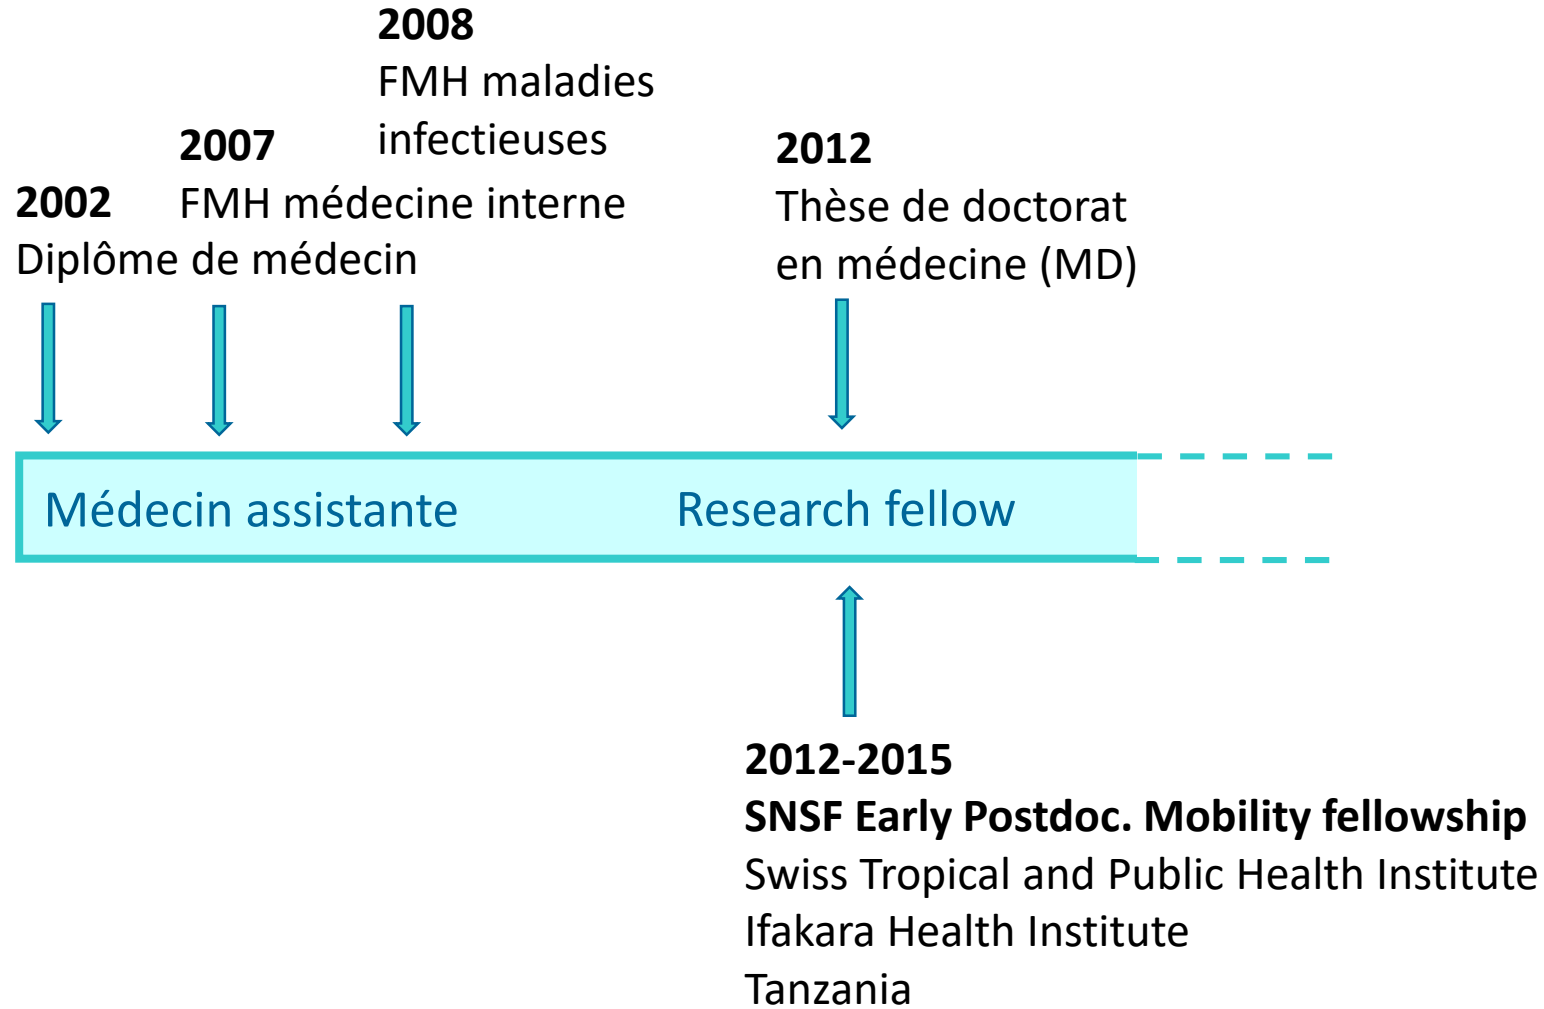 2002
Diplôme de médecin
2007
FMH médecine interne
2008
FMH maladies
infectieuses
2012
Thèse de doctorat
en médecine (MD)
Médecin assistante
Research fellow
2012-2015
SNSF Early Postdoc. Mobility fellowship
Swiss Tropical and Public Health Institute
Ifakara Health Institute
Tanzania